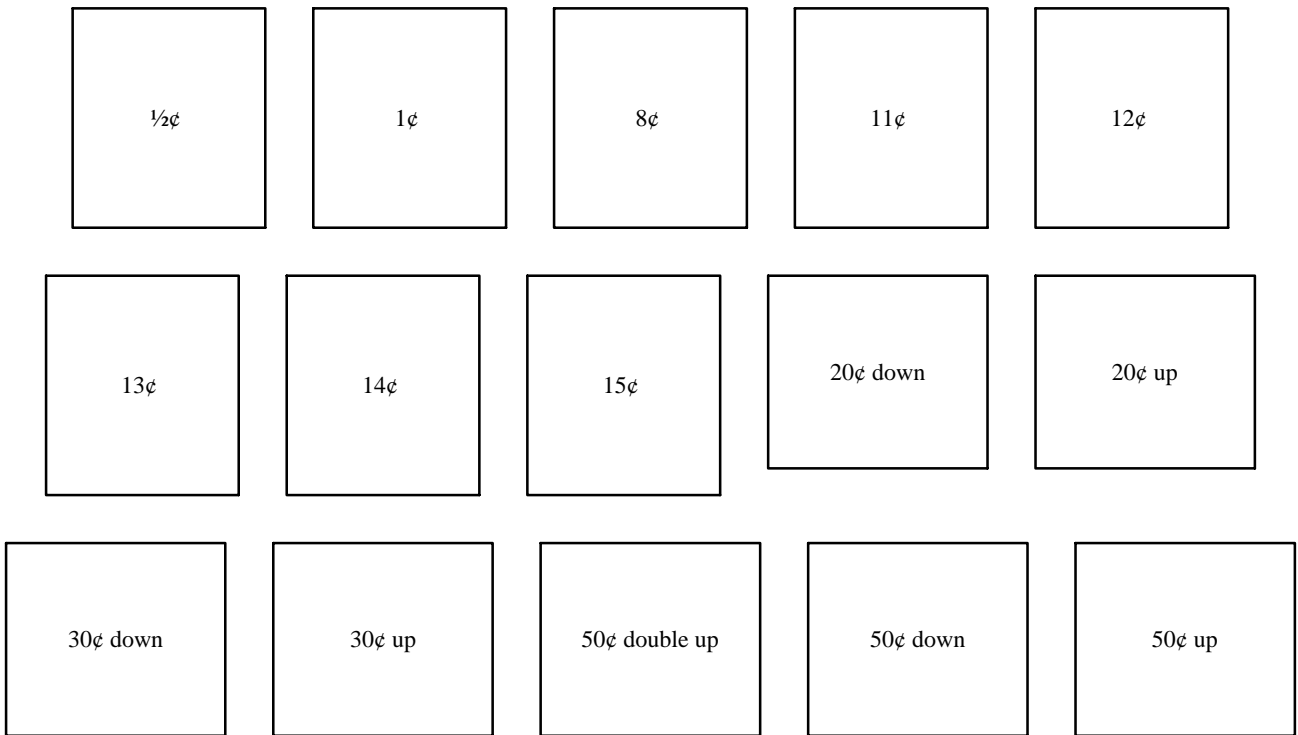 ½¢
1¢
8¢
11¢
12¢
13¢
14¢
15¢
20¢ down
20¢ up
30¢ down
30¢ up
50¢ double up
50¢ down
50¢ up